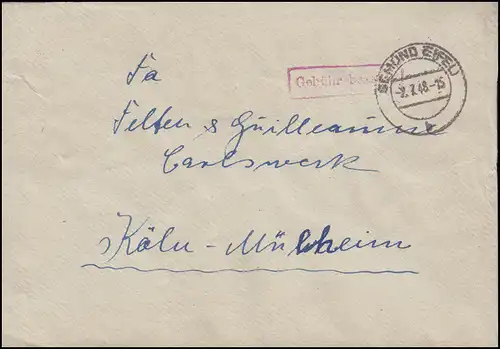 Gebühr bezahlt
GEMÜND (EIFEL)
-2.7.48.-15
b
Fa
Felten & Guilleaume
Carlswerk
Köln-Mülheim